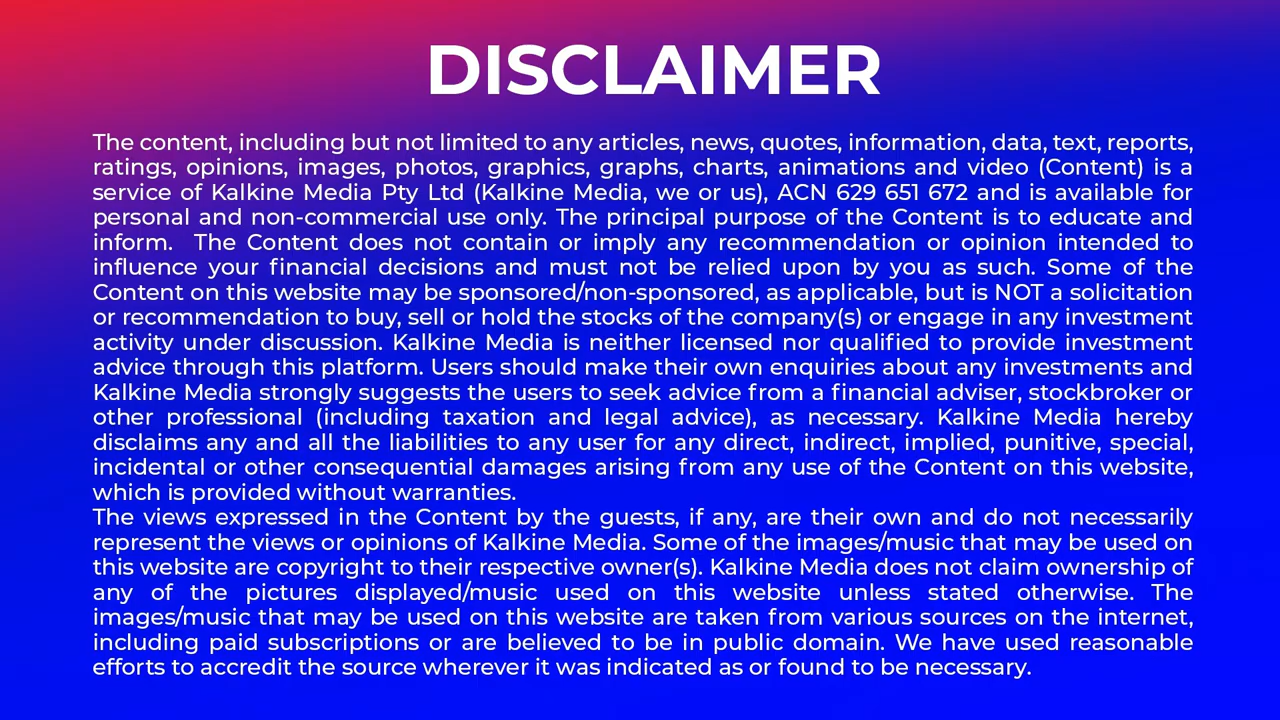 DISCLAIMER
The content, including but not limited to any articles, news, quotes, information, data, text, reports,
ratings, opinions, images, photos, graphics, graphs, charts, animations and video (Content) is a
service of Kalkine Media Pty Ltd (Kalkine Media, we or us), ACN 629 651 672 and is available for
personal and non-commercial use only. The principal purpose of the Content is to educate and
inform.  The Content does not contain or imply any recommendation or opinion intended to
influence your financial decisions and must not be relied upon by you as such. Some of the
Content on this website may be sponsored/non-sponsored, as applicable, but is NOT a solicitation
or recommendation to buy, sell or hold the stocks of the company(s) or engage in any investment
activity under discussion. Kalkine Media is neither licensed nor qualified to provide investment
advice through this platform. Users should make their own enquiries about any investments and
Kalkine Media strongly suggests the users to seek advice from a financial adviser, stockbroker or
other professional (including taxation and legal advice), as necessary. Kalkine Media hereby
disclaims any and all the liabilities to any user for any direct, indirect, implied, punitive, special,
incidental or other consequential damages arising from any use of the Content on this website,
which is provided without warranties.
The views expressed in the Content by the guests, if any, are their own and do not necessarily
represent the views or opinions of Kalkine Media. Some of the images/music that may be used on
this website are copyright to their respective owner(s). Kalkine Media does not claim ownership of
any of the pictures displayed/music used on this website unless stated otherwise. The
images/music that may be used on this website are taken from various sources on the internet,
including paid subscriptions or are believed to be in public domain. We have used reasonable
efforts to accredit the source wherever it was indicated as or found to be necessary.